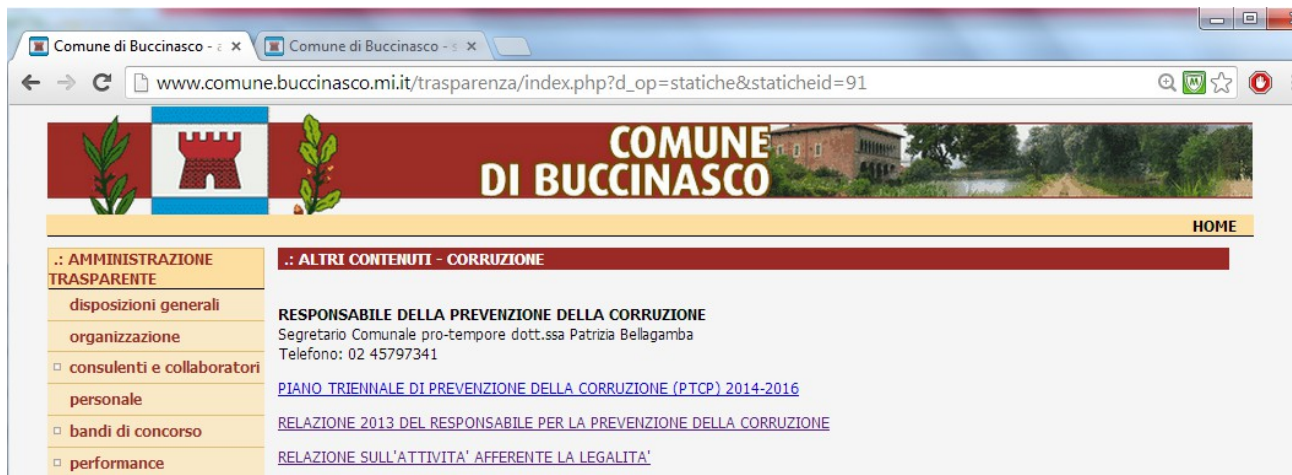 Comune di Buccinasco - a
Comune di Buccinasco - s
www.comune.buccinasco.mi.it/trasparenza/index.php?d_op=statiche&staticheid=91
COMUNE
DI BUCCINASCO
HOME
.: AMMINISTRAZIONE
TRASPARENTE
disposizioni generali
organizzazione
consulenti e collaboratori
personale
bandi di concorso
performance
.: ALTRI CONTENUTI - CORRUZIONE
RESPONSABILE DELLA PREVENZIONE DELLA CORRUZIONE
Segretario Comunale pro-tempore dott.ssa Patrizia Bellagamba
Telefono: 02 45797341
PIANO TRIENNALE DI PREVENZIONE DELLA CORRUZIONE (PTCP) 2014-2016
RELAZIONE 2013 DEL RESPONSABILE PER LA PREVENZIONE DELLA CORRUZIONE
RELAZIONE SULL'ATTIVITA' AFFERENTE LA LEGALITA'